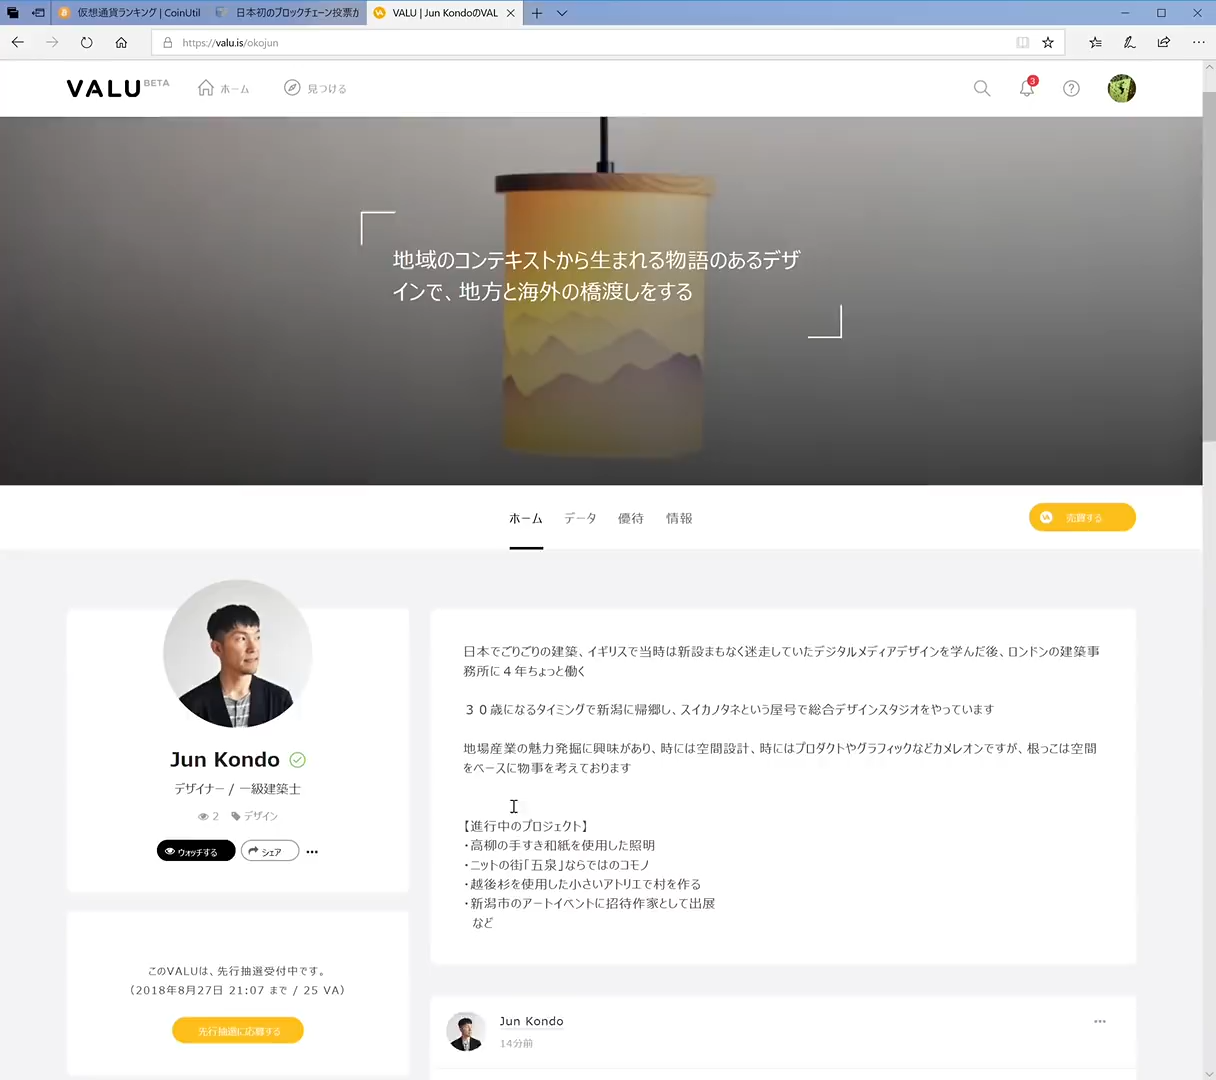 仮想通貨ランキング | CoinUtil
日本初のブロックチェーン投票が
VALU | Jun KondoのVAL
https://valu.is/okojun
VALU BETA
ホーム
見つける
3
地域のコンテキストから生まれる物語のあるデザ
インで、地方と海外の橋渡しをする
ホーム
データ
優待
情報
売買する
日本でごりごりの建築、イギリスで当時は新設まもなく迷走していたデジタルメディアデザインを学んだ後、ロンドンの建築事
務所に４年ちょっと働く
３０歳になるタイミングで新潟に帰郷し、スイカノタネという屋号で総合デザインスタジオをやっています
地場産業の魅力発掘に興味があり、時には空間設計、時にはプロダクトやグラフィックなどカメレオンですが、根っこは空間
をベースに物事を考えております
【進行中のプロジェクト】
・高柳の手すき和紙を使用した照明
・ニットの街「五泉」ならではのコモノ
・越後杉を使用した小さいアトリエで村を作る
・新潟市のアートイベントに招待作家として出展
など
Jun Kondo
デザイナー / 一級建築士
2 デザイン
ウォッチする
シェア
このVALUは、先行抽選受付中です。
（2018年8月27日 21:07 まで / 25 VA）
先行抽選に応募する
Jun Kondo
14分前